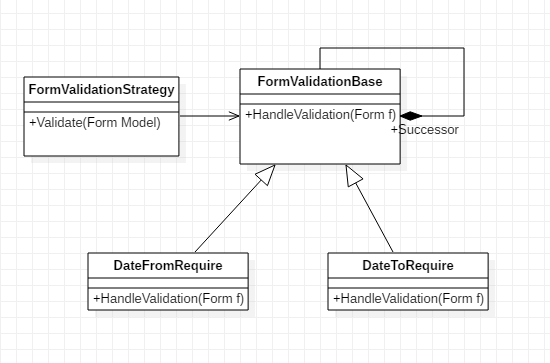 FormValidationStrategy
+Validate(Form Model)
FormValidationBase
+HandleValidation(Form f)
+Successor
DateFromRequire
+HandleValidation(Form f)
DateToRequire
+HandleValidation(Form f)